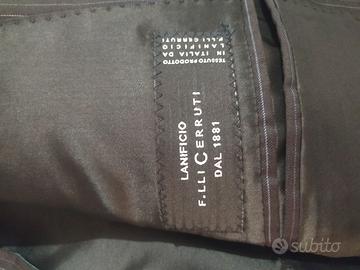 TESSUTO PRODOTTO
IN ITALIA DA
LANIFICIO
F.LLI CERRUTI
LANIFICIO
F.LLI CERRUTI
DAL 1881
subito